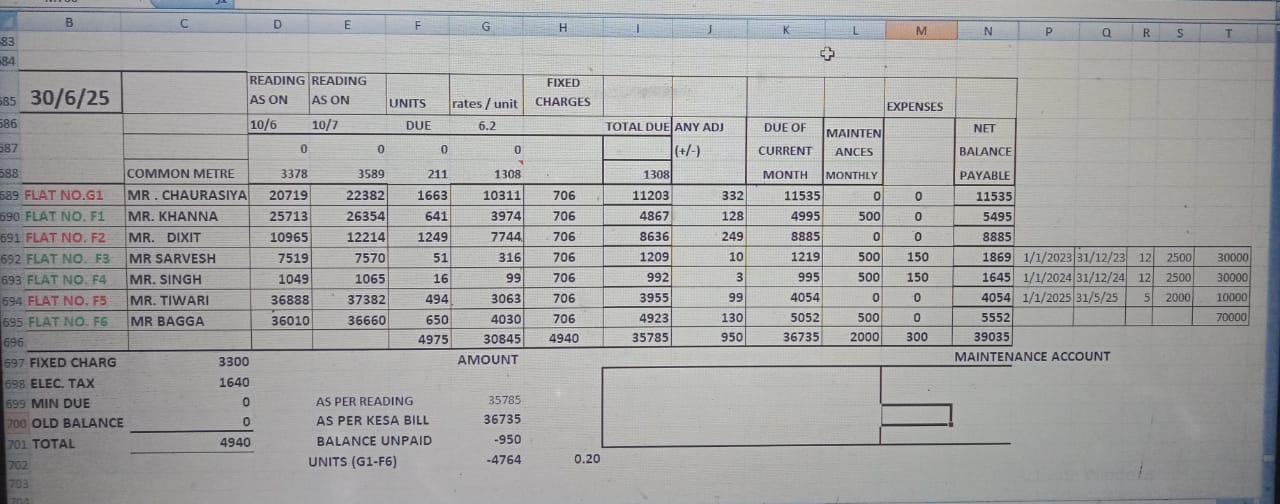 B C D E F G H I J K L M N P Q R S T
683
684
READING READING FIXED
685 30/6/25 AS ON AS ON UNITS rates / unit CHARGES EXPENSES
686 10/6 10/7 DUE 6.2 TOTAL DUE ANY ADJ DUE OF MAINTEN NET
687 0 0 0 0 (+/-) CURRENT ANCES BALANCE
688 COMMON METRE 3378 3589 211 1308 1308 MONTH MONTHLY PAYABLE
689 FLAT NO.G1 MR . CHAURASIYA 20719 22382 1663 10311 706 11203 332 11535 0 0 11535
690 FLAT NO. F1 MR. KHANNA 25713 26354 641 3974 706 4867 128 4995 500 0 5495
691 FLAT NO. F2 MR. DIXIT 10965 12214 1249 7744 706 8636 249 8885 0 0 8885
692 FLAT NO. F3 MR SARVESH 7519 7570 51 316 706 1209 10 1219 500 150 1869 1/1/2023 31/12/23 12 2500 30000
693 FLAT NO. F4 MR. SINGH 1049 1065 16 99 706 992 3 995 500 150 1645 1/1/2024 31/12/24 12 2500 30000
694 FLAT NO. F5 MR. TIWARI 36888 37382 494 3063 706 3955 99 4054 0 0 4054 1/1/2025 31/5/25 5 2000 10000
695 FLAT NO. F6 MR BAGGA 36010 36660 650 4030 706 4923 130 5052 500 0 5552 70000
696 4975 30845 4940 35785 950 36735 2000 300 39035
697 FIXED CHARG 3300 AMOUNT MAINTENANCE ACCOUNT
698 ELEC. TAX 1640
699 MIN DUE 0 AS PER READING 35785
700 OLD BALANCE 0 AS PER KESA BILL 36735
701 TOTAL 4940 BALANCE UNPAID -950
702 UNITS (G1-F6) -4764 0.20
703
704